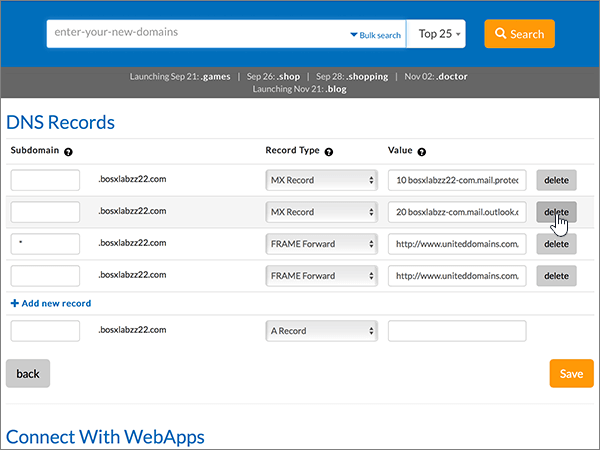 enter-your-new-domains Bulk search Top 25 Search
Launching Sep 21: .games | Sep 26: .shop | Sep 28: .shopping | Nov 02: .doctor
Launching Nov 21: .blog
DNS Records
Subdomain ? Record Type ? Value ?
.bosxlabzz22.com MX Record 10 bosxlabzz22-com.mail.protec delete
.bosxlabzz22.com MX Record 20 bosxlabzz-com.mail.outlook. delete
* .bosxlabzz22.com FRAME Forward http://www.uniteddomains.com, delete
.bosxlabzz22.com FRAME Forward http://www.uniteddomains.com, delete
+ Add new record
.bosxlabzz22.com A Record
back Save
Connect With WebApps